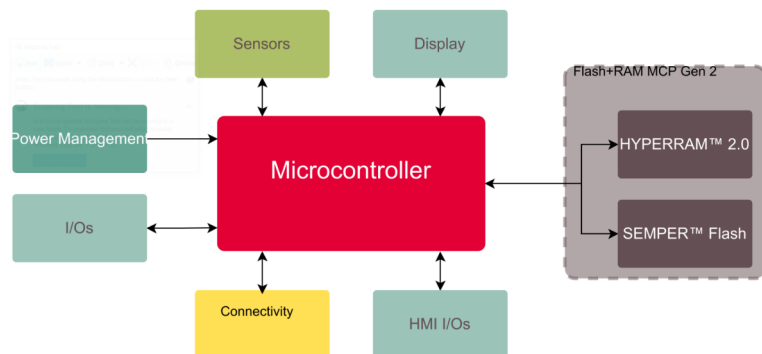 Sensors
Display
Flash+RAM MCP Gen 2
Power Management
Microcontroller
HYPERRAM™ 2.0
I/Os
SEMPER™ Flash
Connectivity
HMI I/Os